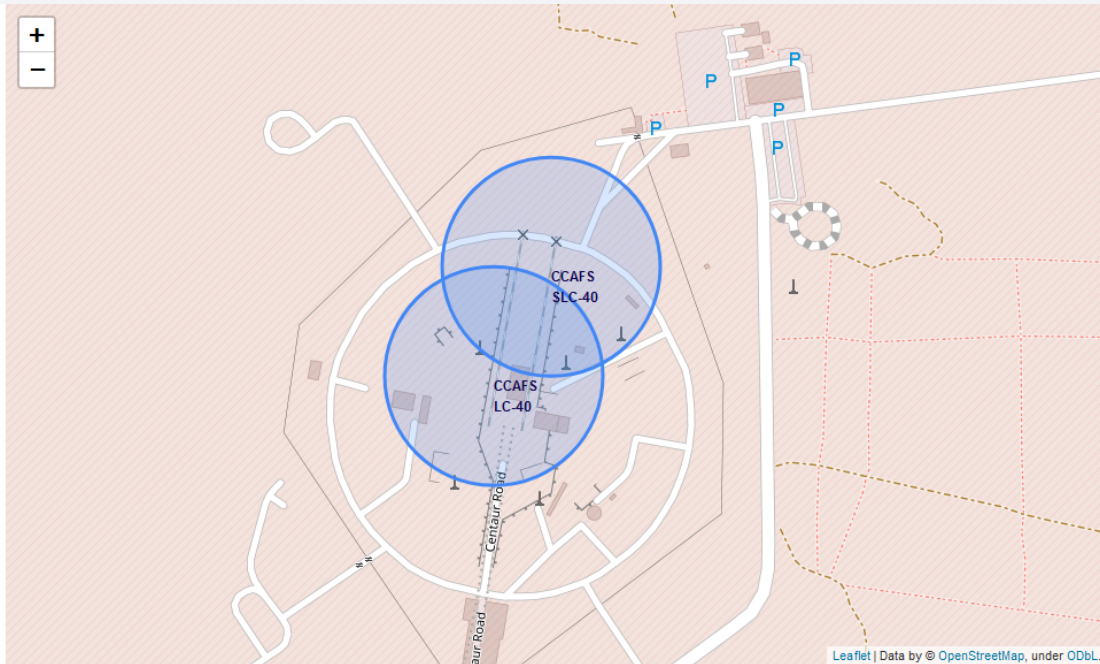 +
−
P
P
P
P
P
CCAFS
SLC-40
CCAFS
LC-40
Centaur Road
aur Road
Leaflet | Data by © OpenStreetMap, under ODbL.